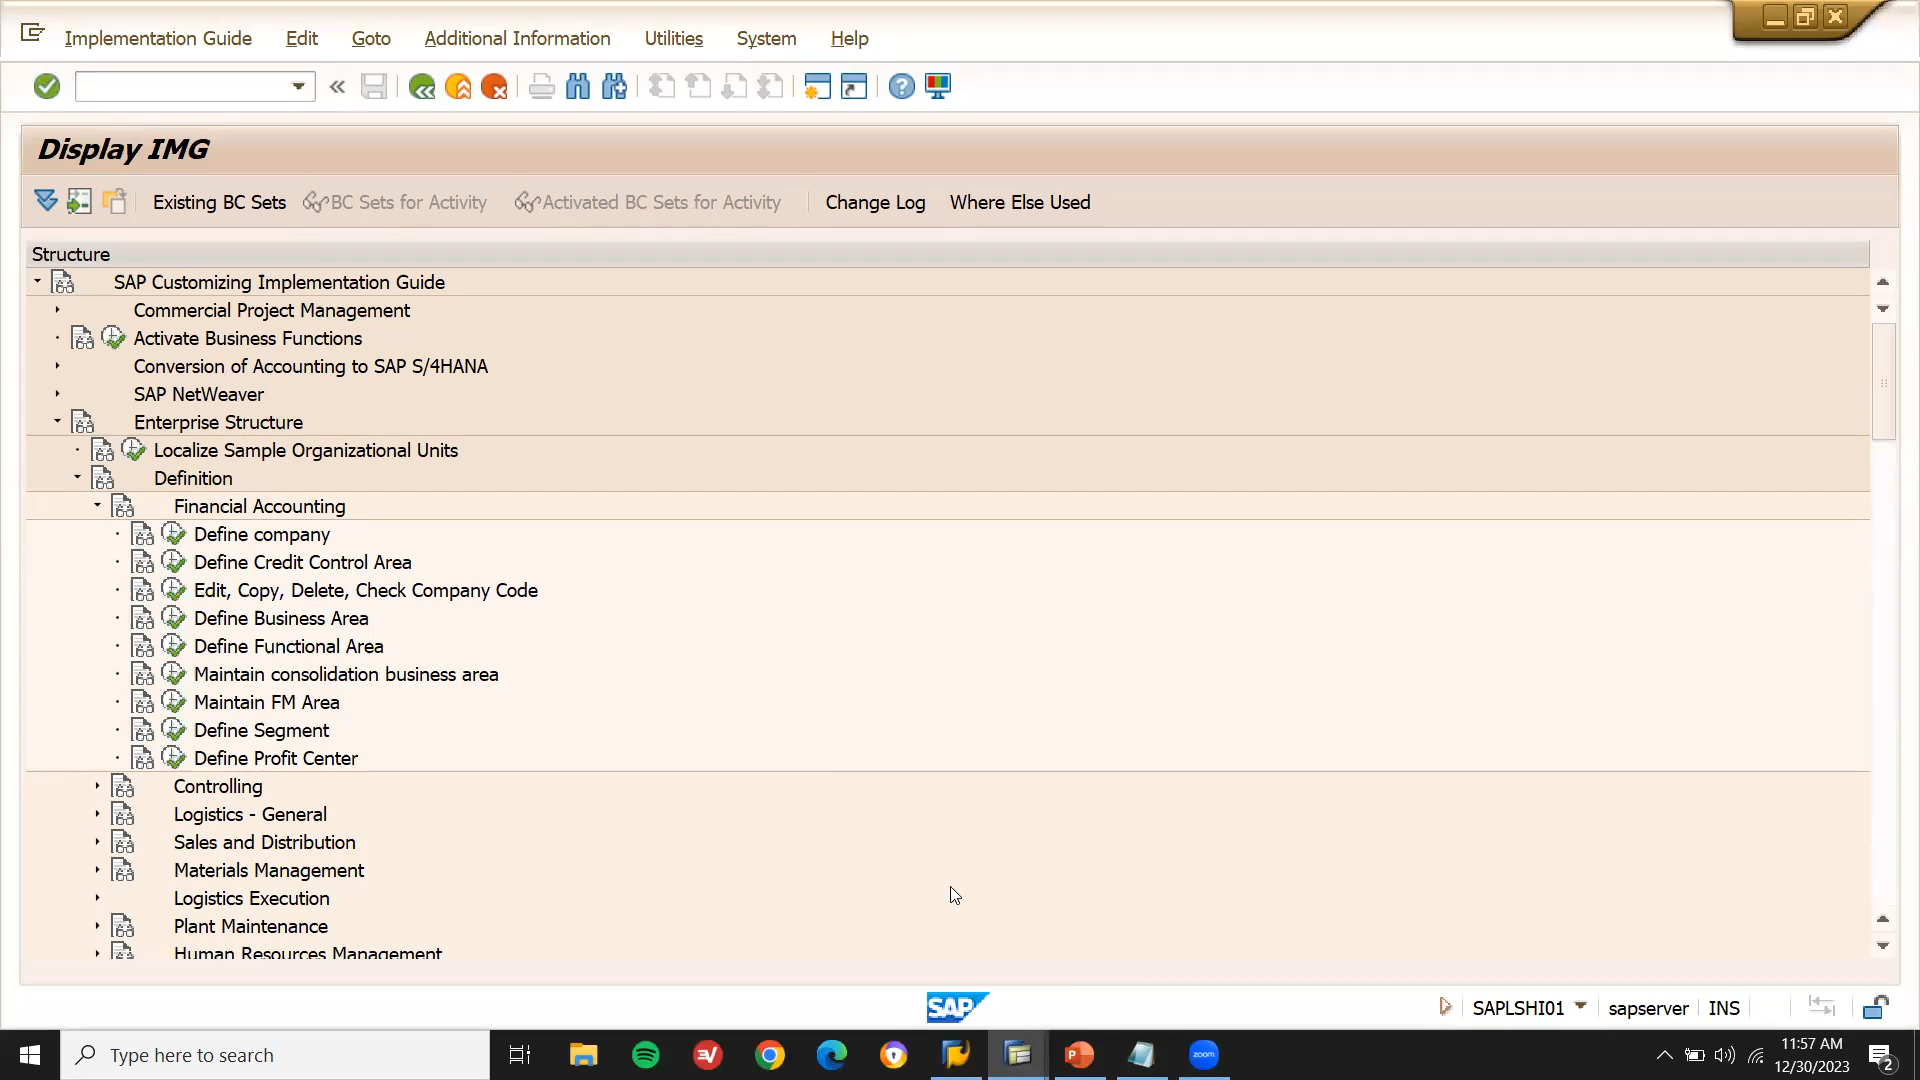 Implementation Guide Edit Goto Additional Information Utilities System Help
Display IMG
Existing BC Sets BC Sets for Activity Activated BC Sets for Activity Change Log Where Else Used
Structure
SAP Customizing Implementation Guide
Commercial Project Management
Activate Business Functions
Conversion of Accounting to SAP S/4HANA
SAP NetWeaver
Enterprise Structure
Localize Sample Organizational Units
Definition
Financial Accounting
Define company
Define Credit Control Area
Edit, Copy, Delete, Check Company Code
Define Business Area
Define Functional Area
Maintain consolidation business area
Maintain FM Area
Define Segment
Define Profit Center
Controlling
Logistics - General
Sales and Distribution
Materials Management
Logistics Execution
Plant Maintenance
Human Resources Management
SAP SAPLSHI01 sapserver INS
Type here to search zoom 11:57 AM
12/30/2023 2